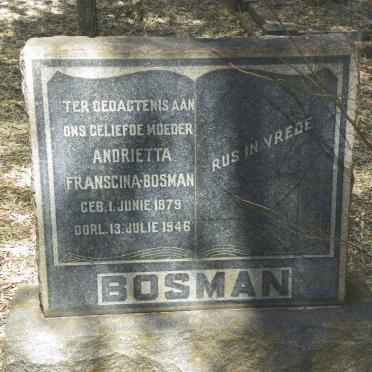 TER GEDAGTENIS AAN
ONS GELIEFDE MOEDER
ANDRIETTA
FRANSCINA·BOSMAN
GEB. 1. JUNIE 1879
OORL. 13. JULIE 1946
RUS IN VREDE
BOSMAN